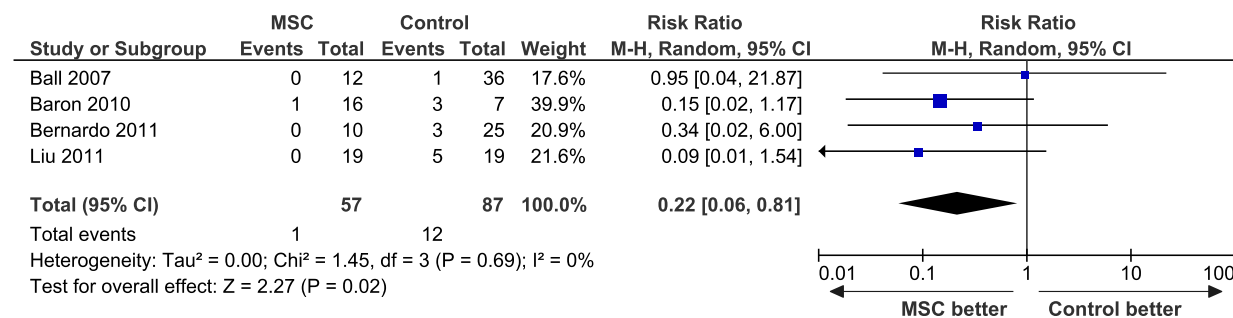 MSC Control Risk Ratio Risk Ratio
Study or Subgroup Events Total Events Total Weight M-H, Random, 95% CI M-H, Random, 95% CI
Ball 2007 0 12 1 36 17.6% 0.95 [0.04, 21.87]
Baron 2010 1 16 3 7 39.9% 0.15 [0.02, 1.17]
Bernardo 2011 0 10 3 25 20.9% 0.34 [0.02, 6.00]
Liu 2011 0 19 5 19 21.6% 0.09 [0.01, 1.54]
Total (95% CI) 57 87 100.0% 0.22 [0.06, 0.81]
Total events 1 12
Heterogeneity: Tau² = 0.00; Chi² = 1.45, df = 3 (P = 0.69); I² = 0%
Test for overall effect: Z = 2.27 (P = 0.02)
0.01 0.1 1 10 100
MSC better Control better